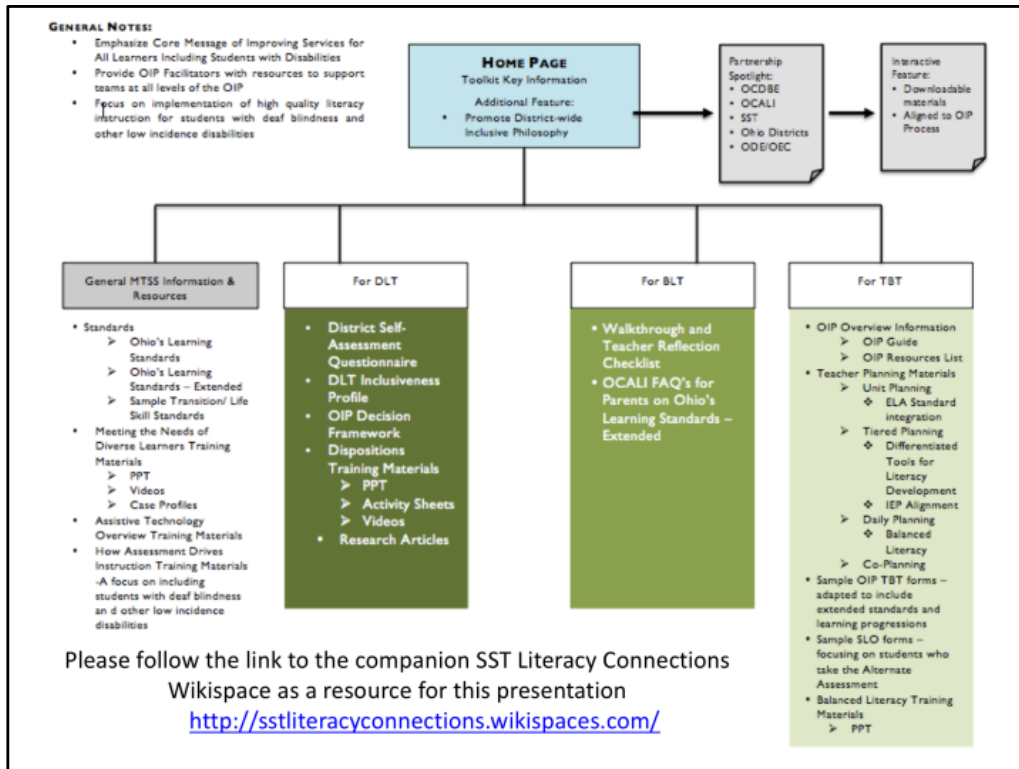 GENERAL NOTES:
• Emphasize Core Message of Improving Services for
All Learners Including Students with Disabilities
• Provide OIP Facilitators with resources to support
teams at all levels of the OIP
• Focus on implementation of high quality literacy
instruction for students with deaf blindness and
other low incidence disabilities
HOME PAGE
Toolkit Key Information
Additional Feature:
• Promote District-wide
Inclusive Philosophy
Partnership
Spotlight:
• OCDBE
• OCALI
• SST
• Ohio Districts
• ODE/OEC
Interactive
Feature:
• Downloadable
materials
• Aligned to OIP
Process
General MTSS Information &
Resources
• Standards
➢ Ohio's Learning
Standards
➢ Ohio's Learning
Standards – Extended
➢ Sample Transition/ Life
Skill Standards
• Meeting the Needs of
Diverse Learners Training
Materials
➢ PPT
➢ Videos
➢ Case Profiles
• Assistive Technology
Overview Training Materials
• How Assessment Drives
Instruction Training Materials
-A focus on including
students with deaf blindness
an d other low incidence
disabilities
For DLT
• District Self-
Assessment
Questionnaire
• DLT Inclusiveness
Profile
• OIP Decision
Framework
• Dispositions
Training Materials
➢ PPT
➢ Activity Sheets
➢ Videos
• Research Articles
For BLT
• Walkthrough and
Teacher Reflection
Checklist
• OCALI FAQ's for
Parents on Ohio's
Learning Standards –
Extended
For TBT
• OIP Overview Information
➢ OIP Guide
➢ OIP Resources List
• Teacher Planning Materials
➢ Unit Planning
❖ ELA Standard
integration
➢ Tiered Planning
❖ Differentiated
Tools for
Literacy
Development
❖ IEP Alignment
➢ Daily Planning
❖ Balanced
Literacy
➢ Co-Planning
• Sample OIP TBT forms –
adapted to include
extended standards and
learning progressions
• Sample SLO forms –
focusing on students who
take the Alternate
Assessment
• Balanced Literacy Training
Materials
➢ PPT
Please follow the link to the companion SST Literacy Connections
Wikispace as a resource for this presentation
http://sstliteracyconnections.wikispaces.com/